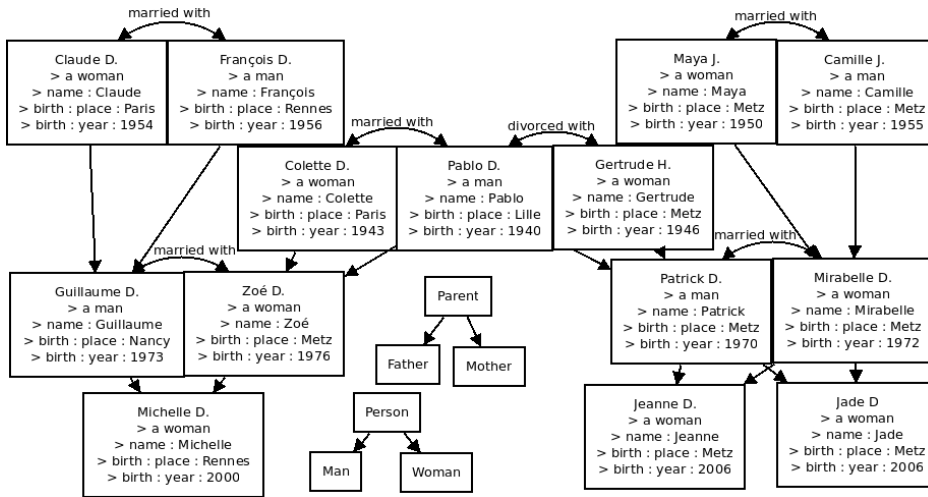 married with
married with
Claude D.
> a woman
> name : Claude
> birth : place : Paris
> birth : year : 1954
François D.
> a man
> name : François
> birth : place : Rennes
> birth : year : 1956
Maya J.
> a woman
> name : Maya
> birth : place : Metz
> birth : year : 1950
Camille J.
> a man
> name : Camille
> birth : place : Metz
> birth : year : 1955
married with
divorced with
Colette D.
> a woman
> name : Colette
> birth : place : Paris
> birth : year : 1943
Pablo D.
> a man
> name : Pablo
> birth : place : Lille
> birth : year : 1940
Gertrude H.
> a woman
> name : Gertrude
> birth : place : Metz
> birth : year : 1946
married with
married with
Guillaume D.
> a man
> name : Guillaume
> birth : place : Nancy
> birth : year : 1973
Zoé D.
> a woman
> name : Zoé
> birth : place : Metz
> birth : year : 1976
Parent
Father
Mother
Patrick D.
> a man
> name : Patrick
> birth : place : Metz
> birth : year : 1970
Mirabelle D.
> a woman
> name : Mirabelle
> birth : place : Metz
> birth : year : 1972
Michelle D.
> a woman
> name : Michelle
> birth : place : Rennes
> birth : year : 2000
Person
Man
Woman
Jeanne D.
> a woman
> name : Jeanne
> birth : place : Metz
> birth : year : 2006
Jade D
> a woman
> name : Jade
> birth : place : Metz
> birth : year : 2006